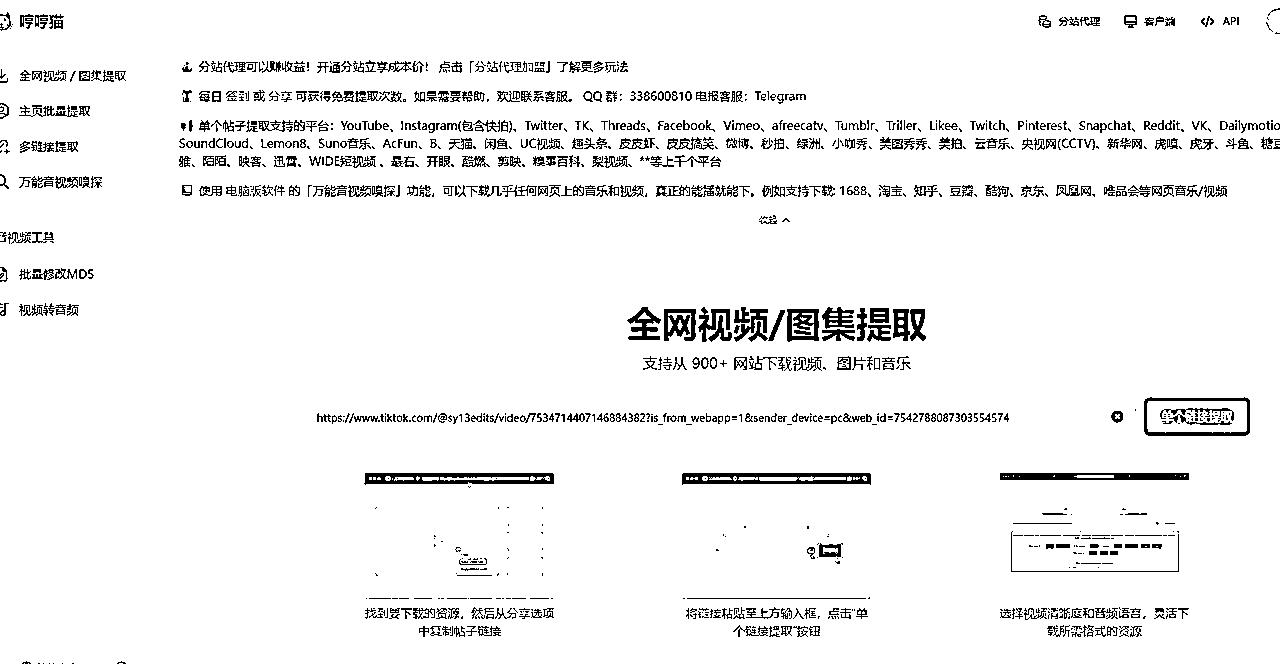 哼哼猫
分站代理
客户端
API
全网视频 / 图集提取
主页批量提取
多链接提取
万能音视频嗅探
音视频工具
批量修改MD5
视频转音频
分站代理可以赚收益！开通分站立享成本价！ 点击「分站代理加盟」了解更多玩法
每日 签到 或 分享 可获得免费提取次数。如果需要帮助，欢迎联系客服。 QQ 群：338600810 电报客服：Telegram
单个帖子提取支持的平台：YouTube、Instagram(包含快拍)、Twitter、TK、Threads、Facebook、Vimeo、afreecatv、Tumblr、Triller、Likee、Twitch、Pinterest、Snapchat、Reddit、VK、Dailymotio
SoundCloud、Lemon8、Suno音乐、AcFun、B、天猫、闲鱼、UC视频、趣头条、皮皮虾、皮皮搞笑、微博、秒拍、绿洲、小咖秀、美图秀秀、美拍、云音乐、央视网(CCTV)、新华网、虎嗅、虎牙、斗鱼、糖豆
雅、陌陌、映客、迅雷、WIDE短视频 、最右、开眼、酷燃、剪映、糗事百科、梨视频、**等上千个平台
使用 电脑版软件 的「万能音视频嗅探」功能，可以下载几乎任何网页上的音乐和视频，真正的能播就能下。例如支持下载: 1688、淘宝、知乎、豆瓣、酷狗、京东、凤凰网、唯品会等网页音乐/视频
收起
全网视频/图集提取
支持从 900+ 网站下载视频、图片和音乐
https://www.tiktok.com/@sy13edits/video/7534714407146884382?is_from_webapp=1&sender_device=pc&web_id=7542788087303554574
单个链接提取
找到要下载的资源，然后从分享选项
中复制帖子链接
将链接粘贴至上方输入框，点击“单
个链接提取”按钮
选择视频清晰度和音频语言，灵活下
载所需格式的资源